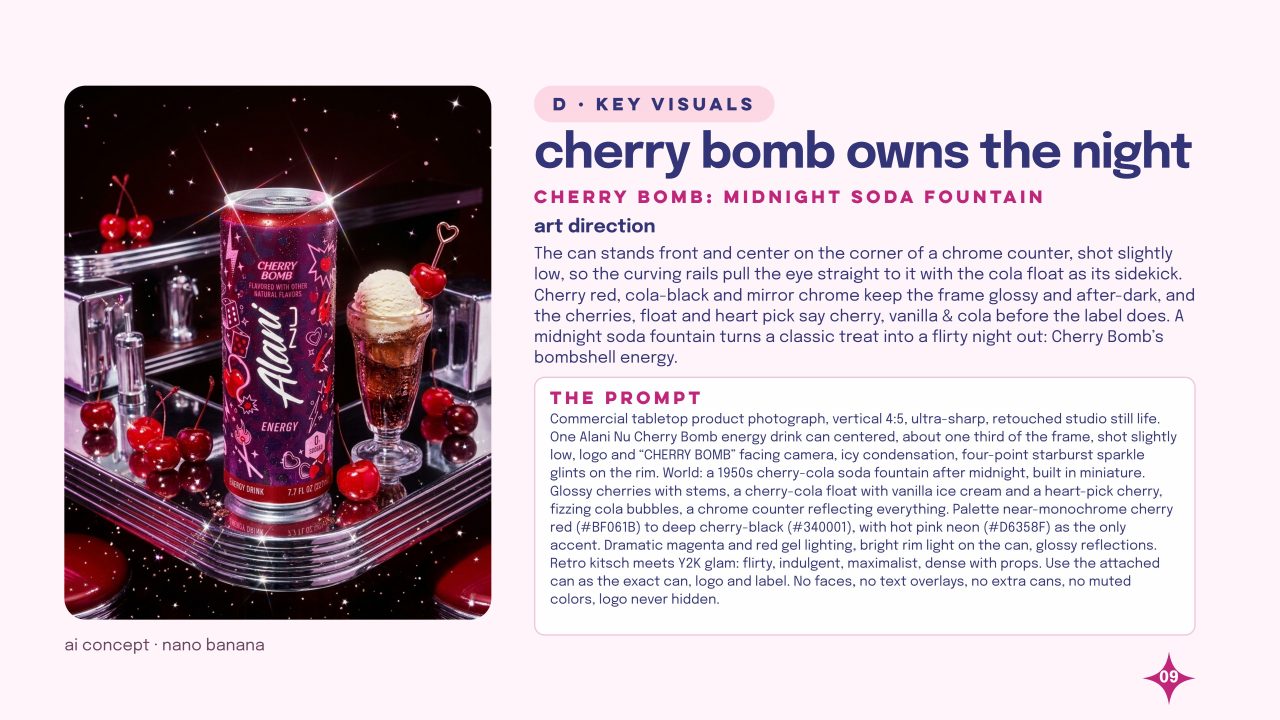 D · KEY VISUALS
cherry bomb owns the night
CHERRY BOMB: MIDNIGHT SODA FOUNTAIN
art direction
The can stands front and center on the corner of a chrome counter, shot slightly
low, so the curving rails pull the eye straight to it with the cola float as its sidekick.
Cherry red, cola-black and mirror chrome keep the frame glossy and after-dark, and
the cherries, float and heart pick say cherry, vanilla & cola before the label does. A
midnight soda fountain turns a classic treat into a flirty night out: Cherry Bomb’s
bombshell energy.
THE PROMPT
Commercial tabletop product photograph, vertical 4:5, ultra-sharp, retouched studio still life.
One Alani Nu Cherry Bomb energy drink can centered, about one third of the frame, shot slightly
low, logo and “CHERRY BOMB” facing camera, icy condensation, four-point starburst sparkle
glints on the rim. World: a 1950s cherry-cola soda fountain after midnight, built in miniature.
Glossy cherries with stems, a cherry-cola float with vanilla ice cream and a heart-pick cherry,
fizzing cola bubbles, a chrome counter reflecting everything. Palette near-monochrome cherry
red (#BF061B) to deep cherry-black (#340001), with hot pink neon (#D6358F) as the only
accent. Dramatic magenta and red gel lighting, bright rim light on the can, glossy reflections.
Retro kitsch meets Y2K glam: flirty, indulgent, maximalist, dense with props. Use the attached
can as the exact can, logo and label. No faces, no text overlays, no extra cans, no muted
colors, logo never hidden.
CHERRY
BOMB
FLAVORED WITH OTHER
NATURAL FLAVORS
Alani
NU
ENERGY
ENERGY DRINK
7.7 FL OZ
ai concept · nano banana
09